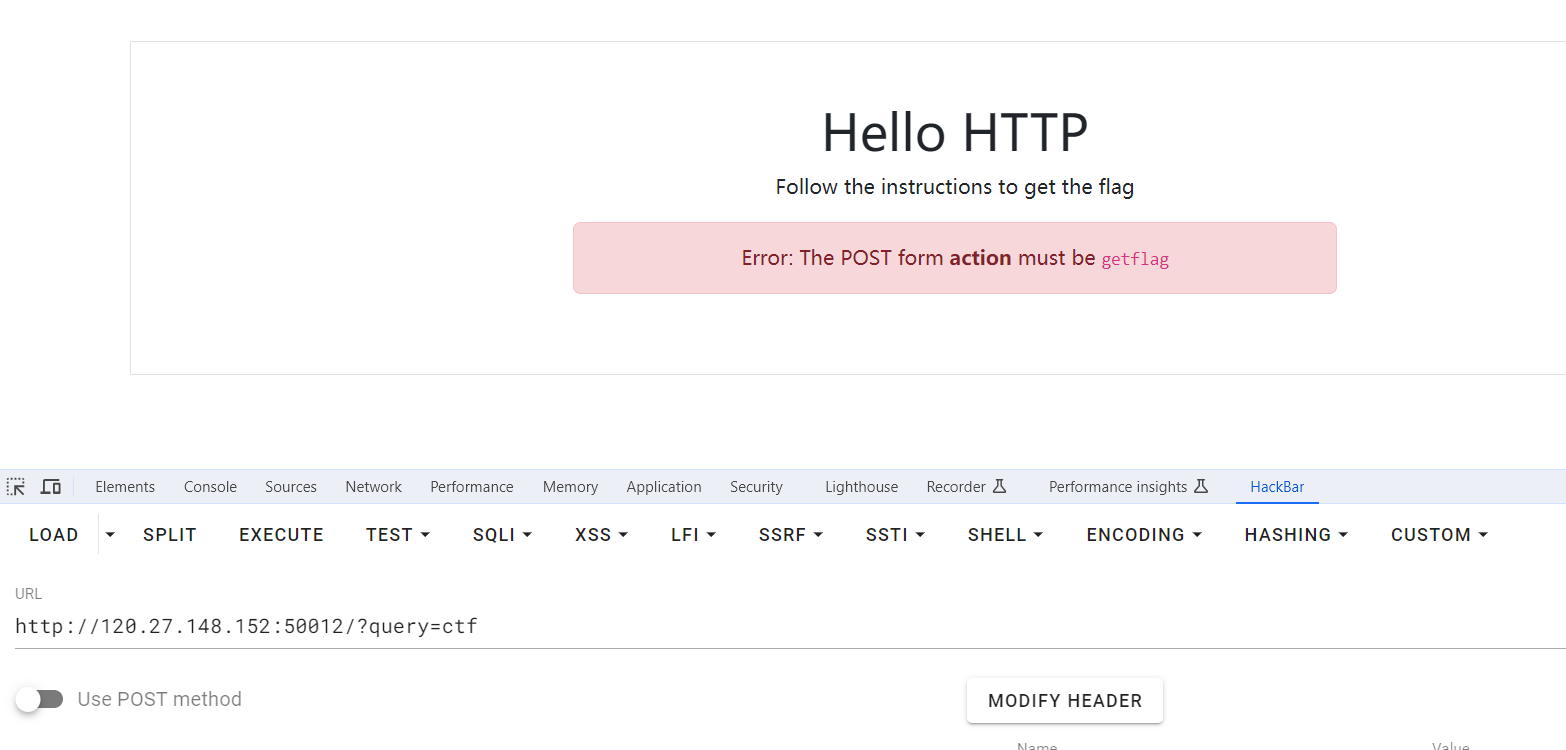 Hello HTTP
Follow the instructions to get the flag
Error: The POST form action must be getflag
Elements Console Sources Network Performance Memory Application Security Lighthouse Recorder Performance insights HackBar
LOAD SPLIT EXECUTE TEST SQLI XSS LFI SSRF SSTI SHELL ENCODING HASHING CUSTOM
URL
http://120.27.148.152:50012/?query=ctf
Use POST method MODIFY HEADER
Name Value